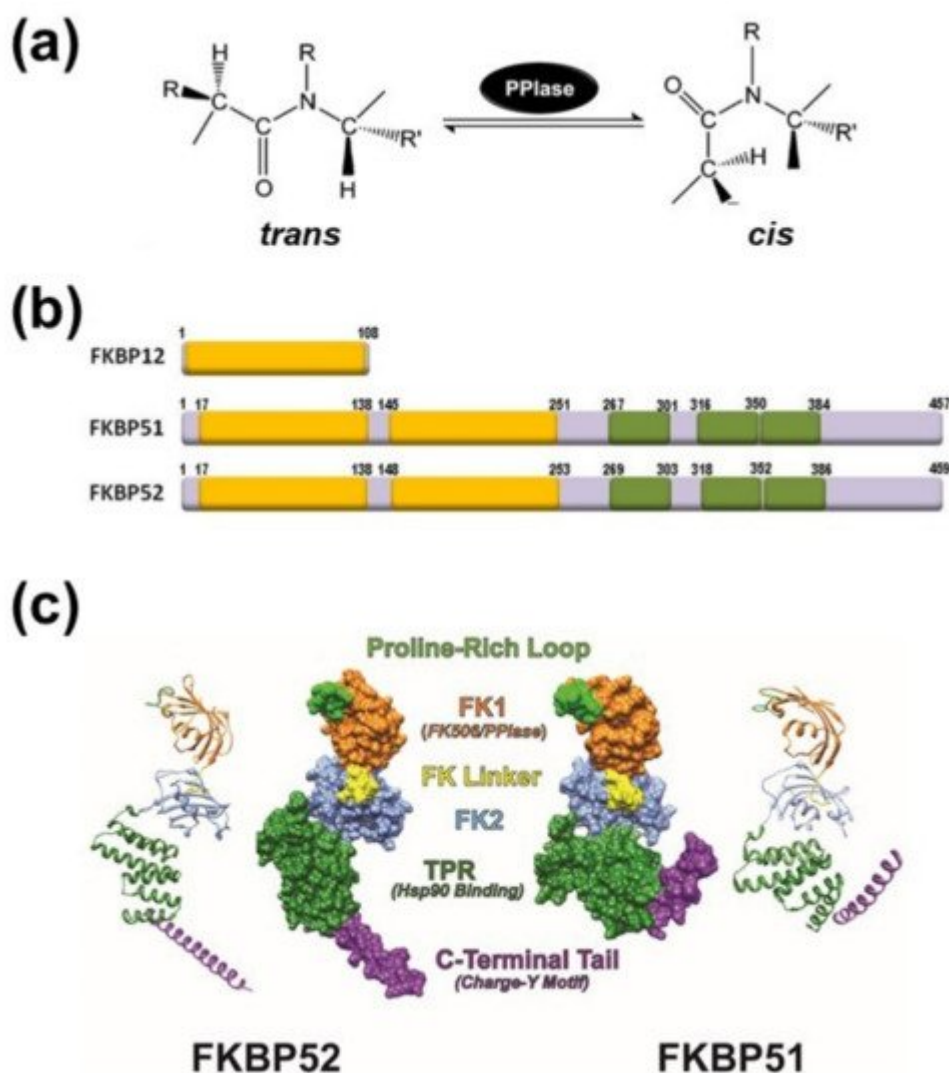 (a)
H R R
R N PPIase O N
C C R' C C R'
O H C H
trans cis
(b)
1 108
FKBP12
1 17 138 145 251 267 301 316 350 384 457
FKBP51
1 17 138 148 253 269 303 318 352 386 459
FKBP52
(c)
Proline-Rich Loop
FK1
(FK506/PPIase)
FK Linker
FK2
TPR
(Hsp90 Binding)
C-Terminal Tail
(Charge-Y Motif)
FKBP52 FKBP51